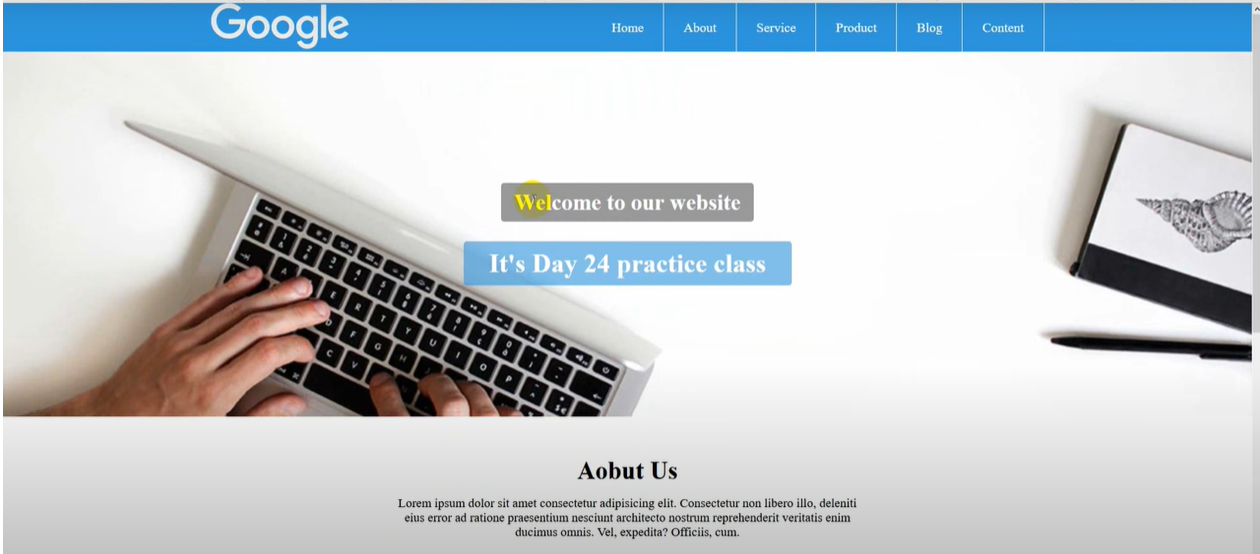 Google
Home About Service Product Blog Content
Welcome to our website
It's Day 24 practice class
Aobut Us
Lorem ipsum dolor sit amet consectetur adipisicing elit. Consectetur non libero illo, deleniti
eius error ad ratione praesentium nesciunt architecto nostrum reprehenderit veritatis enim
ducimus omnis. Vel, expedita? Officiis, cum.